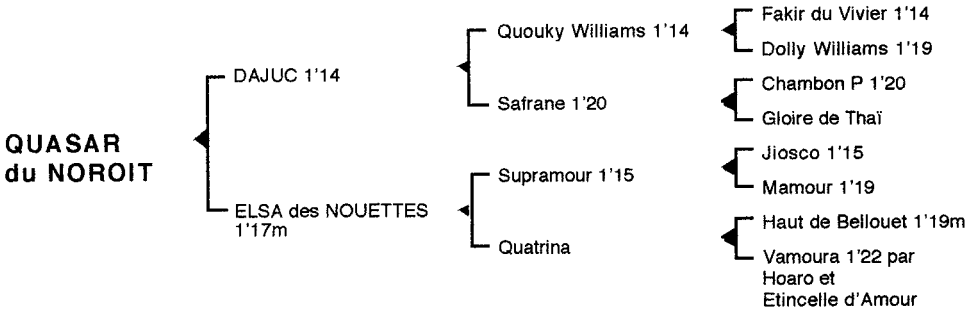 QUASAR
du NOROIT
DAJUC 1'14
ELSA des NOUETTES
1'17m
Quouky Williams 1'14
Safrane 1'20
Supramour 1'15
Quatrina
Fakir du Vivier 1'14
Dolly Williams 1'19
Chambon P 1'20
Gloire de Thaï
Jiosco 1'15
Mamour 1'19
Haut de Bellouet 1'19m
Vamoura 1'22 par
Hoaro et
Etincelle d'Amour